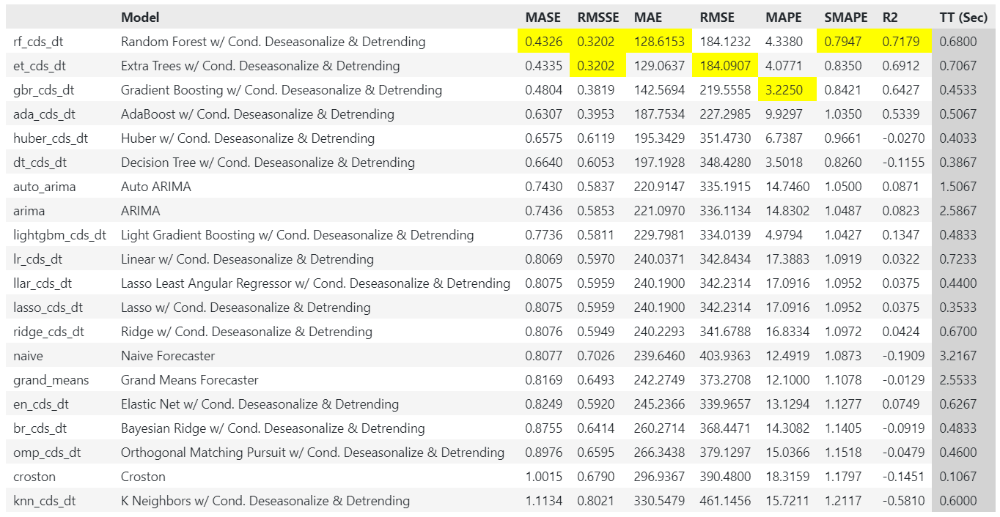 Model MASE RMSSE MAE RMSE MAPE SMAPE R2 TT (Sec)
rf_cds_dt Random Forest w/ Cond. Deseasonalize & Detrending 0.4326 0.3202 128.6153 184.1232 4.3380 0.7947 0.7179 0.6800
et_cds_dt Extra Trees w/ Cond. Deseasonalize & Detrending 0.4335 0.3202 129.0637 184.0907 4.0771 0.8350 0.6912 0.7067
gbr_cds_dt Gradient Boosting w/ Cond. Deseasonalize & Detrending 0.4804 0.3819 142.5694 219.5558 3.2250 0.8421 0.6427 0.4533
ada_cds_dt AdaBoost w/ Cond. Deseasonalize & Detrending 0.6307 0.3953 187.7534 227.2985 9.9297 1.0350 0.5339 0.5067
huber_cds_dt Huber w/ Cond. Deseasonalize & Detrending 0.6575 0.6119 195.3429 351.4730 6.7387 0.9661 -0.0270 0.4033
dt_cds_dt Decision Tree w/ Cond. Deseasonalize & Detrending 0.6640 0.6053 197.1928 348.4280 3.5018 0.8260 -0.1155 0.3867
auto_arima Auto ARIMA 0.7430 0.5837 220.9147 335.1915 14.7460 1.0500 0.0871 1.5067
arima ARIMA 0.7436 0.5853 221.0970 336.1134 14.8302 1.0487 0.0823 2.5867
lightgbm_cds_dt Light Gradient Boosting w/ Cond. Deseasonalize & Detrending 0.7736 0.5811 229.7981 334.0139 4.9794 1.0427 0.1347 0.4833
lr_cds_dt Linear w/ Cond. Deseasonalize & Detrending 0.8069 0.5970 240.0371 342.8434 17.3883 1.0919 0.0322 0.7233
llar_cds_dt Lasso Least Angular Regressor w/ Cond. Deseasonalize & Detrending 0.8075 0.5959 240.1900 342.2314 17.0916 1.0952 0.0375 0.4400
lasso_cds_dt Lasso w/ Cond. Deseasonalize & Detrending 0.8075 0.5959 240.1900 342.2314 17.0916 1.0952 0.0375 0.3533
ridge_cds_dt Ridge w/ Cond. Deseasonalize & Detrending 0.8076 0.5949 240.2293 341.6788 16.8334 1.0972 0.0424 0.6700
naive Naive Forecaster 0.8077 0.7026 239.6460 403.9363 12.4919 1.0873 -0.1909 3.2167
grand_means Grand Means Forecaster 0.8169 0.6493 242.2749 373.2708 12.1000 1.1078 -0.0129 2.5533
en_cds_dt Elastic Net w/ Cond. Deseasonalize & Detrending 0.8249 0.5920 245.2366 339.9657 13.1294 1.1277 0.0749 0.6267
br_cds_dt Bayesian Ridge w/ Cond. Deseasonalize & Detrending 0.8755 0.6414 260.2714 368.4471 14.3082 1.1405 -0.0919 0.4833
omp_cds_dt Orthogonal Matching Pursuit w/ Cond. Deseasonalize & Detrending 0.8976 0.6595 266.3438 379.1297 15.0366 1.1518 -0.0479 0.4600
croston Croston 1.0015 0.6790 296.9367 390.4800 18.3159 1.1797 -0.1451 0.1067
knn_cds_dt K Neighbors w/ Cond. Deseasonalize & Detrending 1.1134 0.8021 330.5479 461.1456 15.7211 1.2117 -0.5810 0.6000